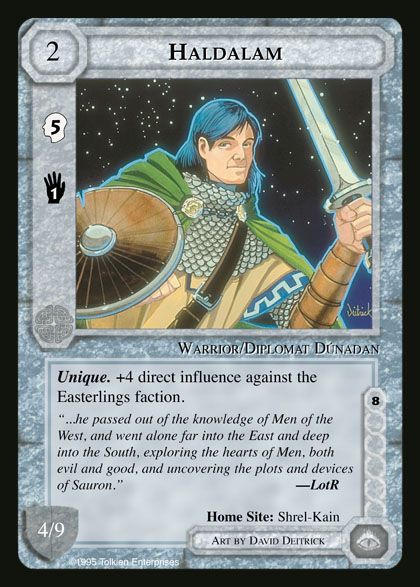 2
HALDALAM
5
1
Deitrick
WARRIOR/DIPLOMAT DÚNADAN
Unique. +4 direct influence against the
Easterlings faction.
“...he passed out of the knowledge of Men of the
West, and went alone far into the East and deep
into the South, exploring the hearts of Men, both
evil and good, and uncovering the plots and devices
of Sauron.” —LotR
8
Home Site: Shrel-Kain
4/9
ART BY DAVID DEITRICK
©1995 Tolkien Enterprises